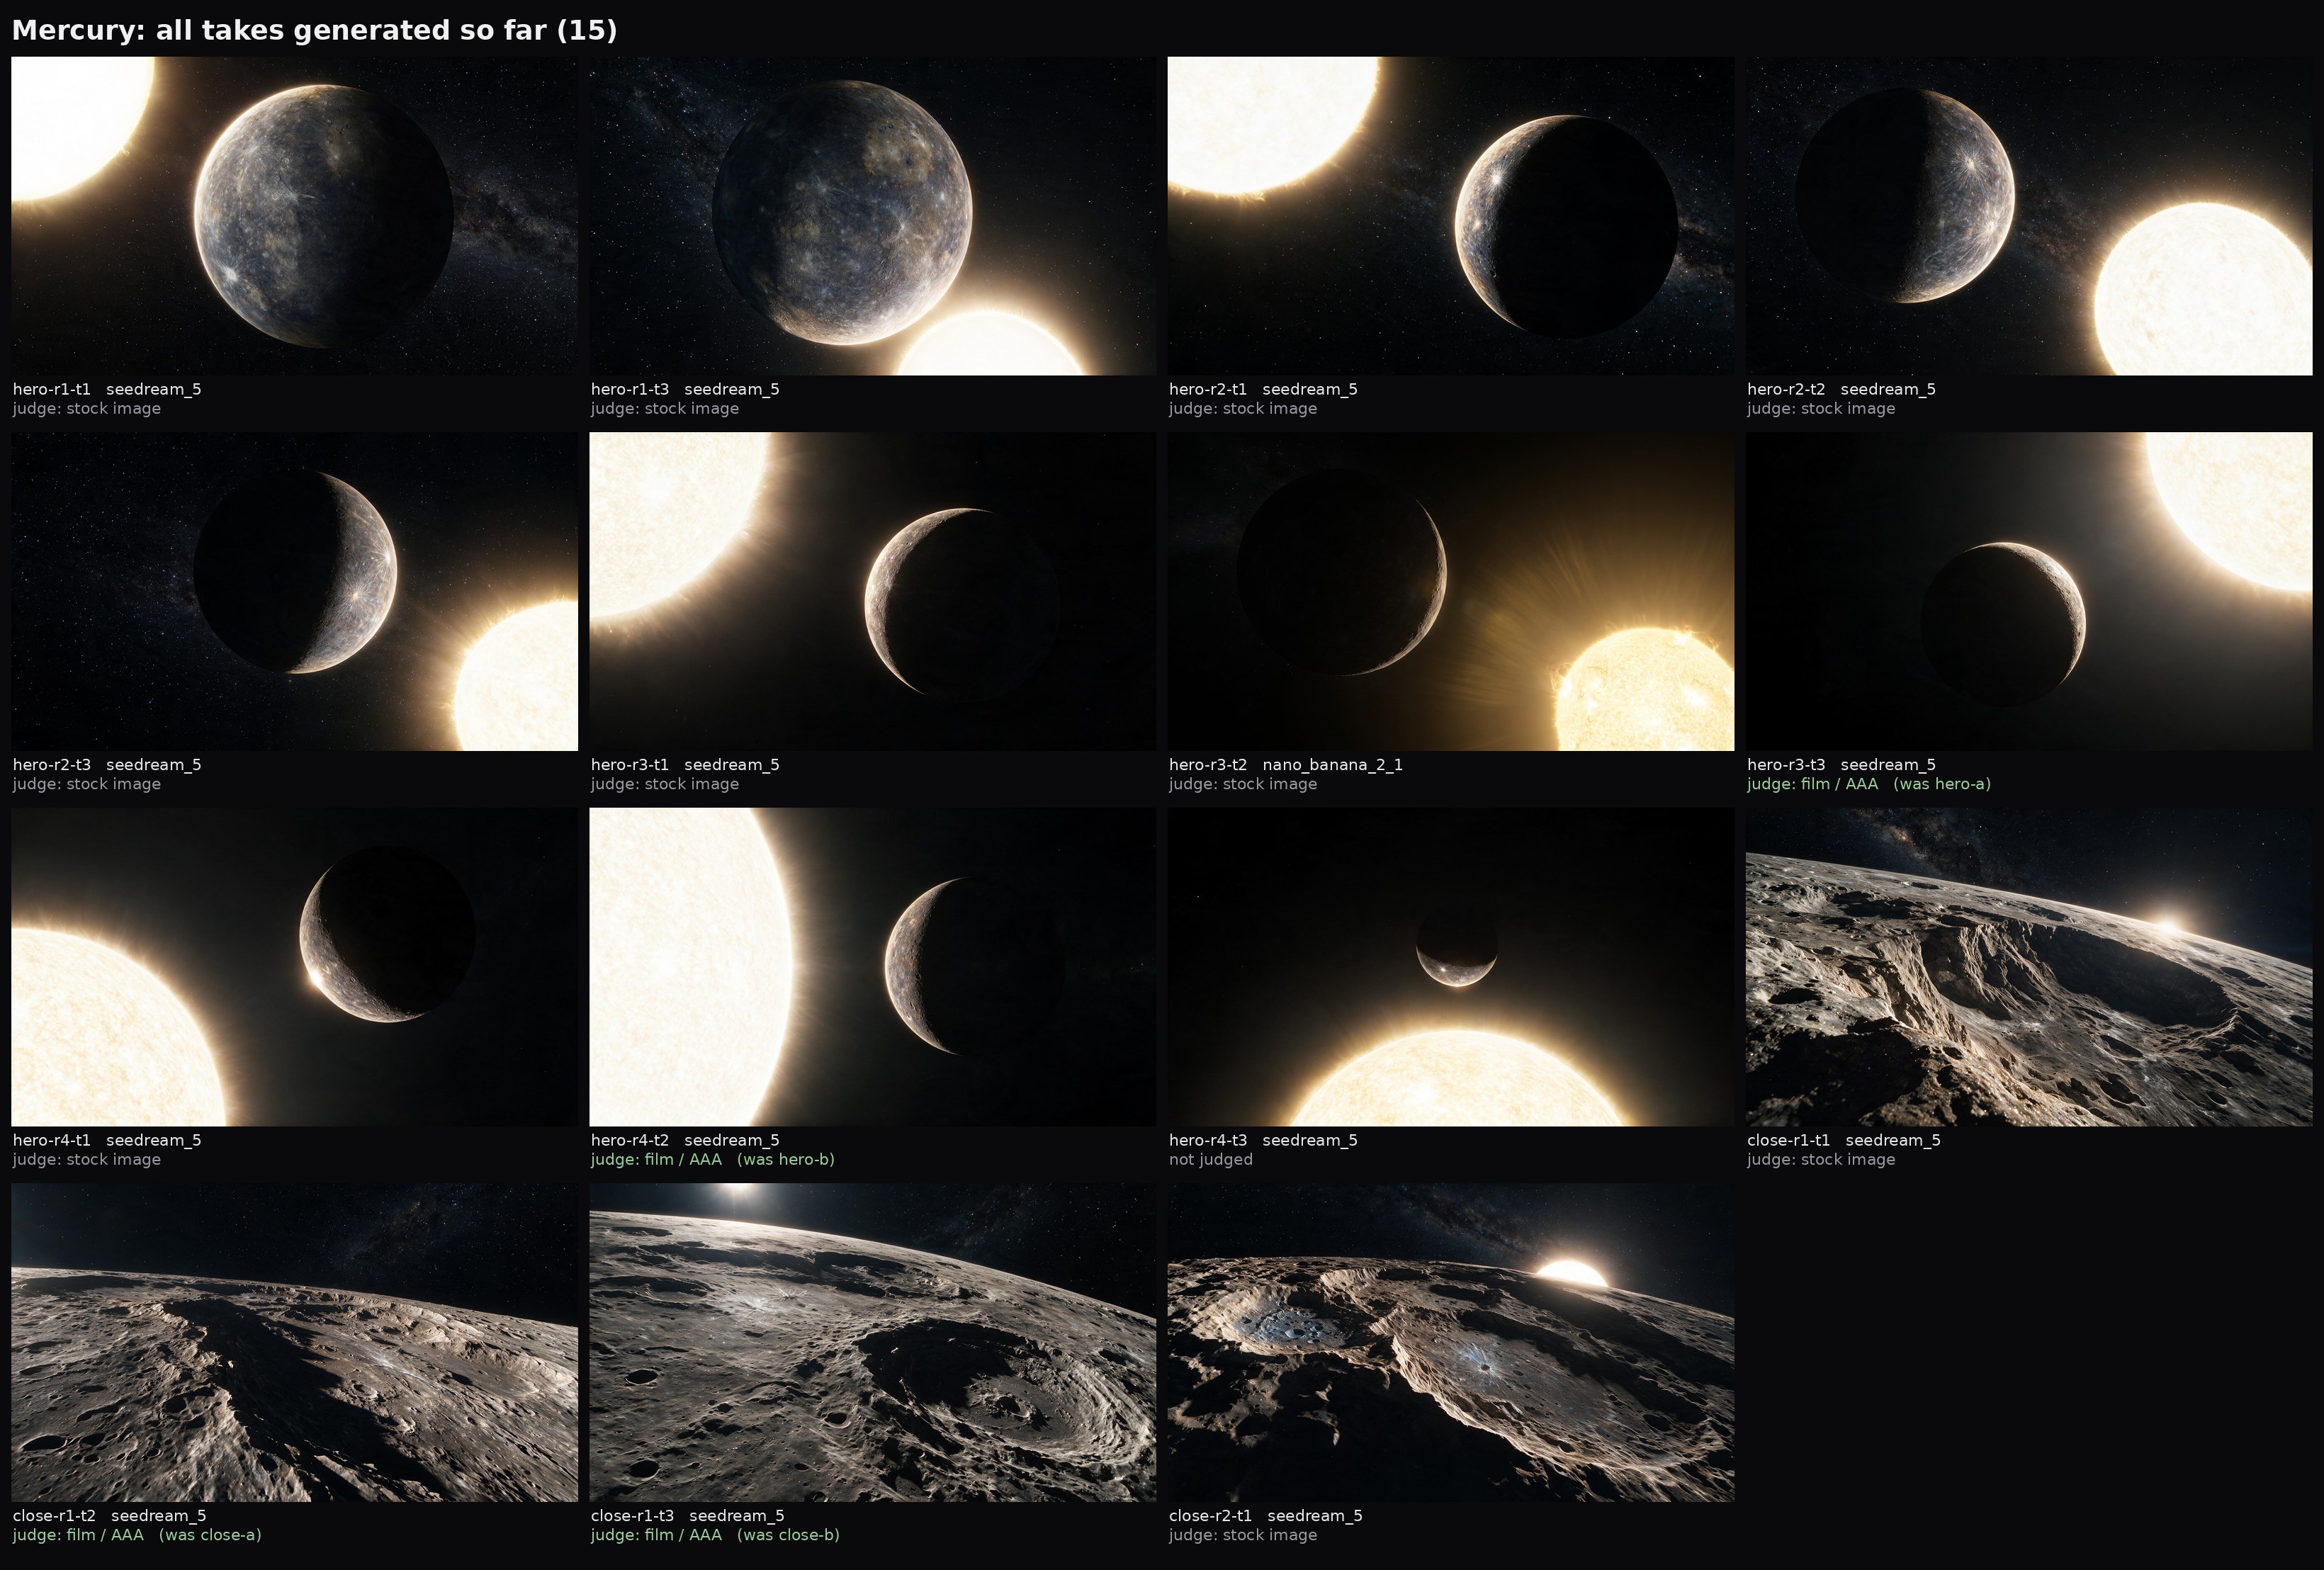 Mercury: all takes generated so far (15)
hero-r1-t1 seedream_5
judge: stock image
hero-r1-t3 seedream_5
judge: stock image
hero-r2-t1 seedream_5
judge: stock image
hero-r2-t2 seedream_5
judge: stock image
hero-r2-t3 seedream_5
judge: stock image
hero-r3-t1 seedream_5
judge: stock image
hero-r3-t2 nano_banana_2_1
judge: stock image
hero-r3-t3 seedream_5
judge: film / AAA (was hero-a)
hero-r4-t1 seedream_5
judge: stock image
hero-r4-t2 seedream_5
judge: film / AAA (was hero-b)
hero-r4-t3 seedream_5
not judged
close-r1-t1 seedream_5
judge: stock image
close-r1-t2 seedream_5
judge: film / AAA (was close-a)
close-r1-t3 seedream_5
judge: film / AAA (was close-b)
close-r2-t1 seedream_5
judge: stock image